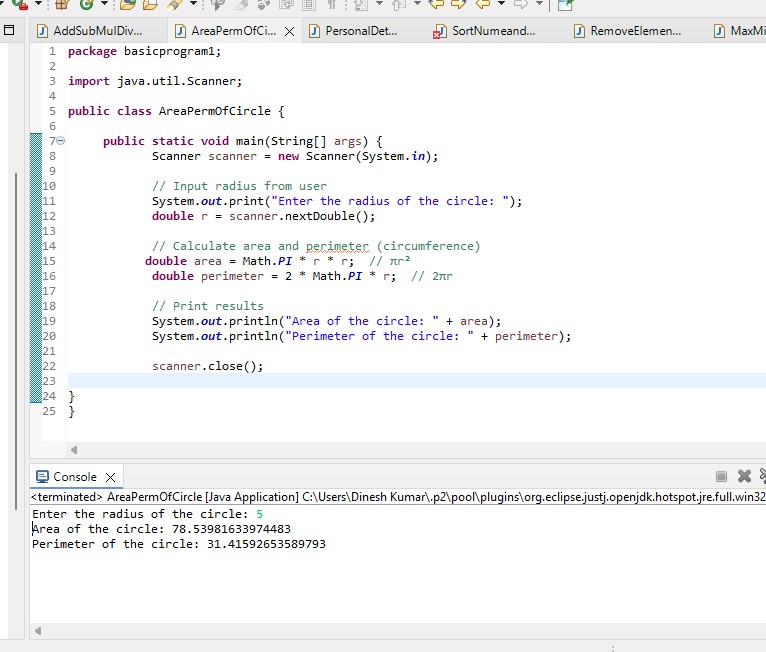 AddSubMulDiv... AreaPermOfCi... PersonalDet... SortNumeand... RemoveElemen... MaxMi
1 package basicprogram1;
2
3 import java.util.Scanner;
4
5 public class AreaPermOfCircle {
6
7 public static void main(String[] args) {
8 Scanner scanner = new Scanner(System.in);
9
10 // Input radius from user
11 System.out.print("Enter the radius of the circle: ");
12 double r = scanner.nextDouble();
13
14 // Calculate area and perimeter (circumference)
15 double area = Math.PI * r * r; // πr²
16 double perimeter = 2 * Math.PI * r; // 2πr
17
18 // Print results
19 System.out.println("Area of the circle: " + area);
20 System.out.println("Perimeter of the circle: " + perimeter);
21
22 scanner.close();
23
24 }
25 }
Console
<terminated> AreaPermOfCircle [Java Application] C:\Users\Dinesh Kumar\.p2\pool\plugins\org.eclipse.justj.openjdk.hotspot.jre.full.win32
Enter the radius of the circle: 5
Area of the circle: 78.53981633974483
Perimeter of the circle: 31.41592653589793